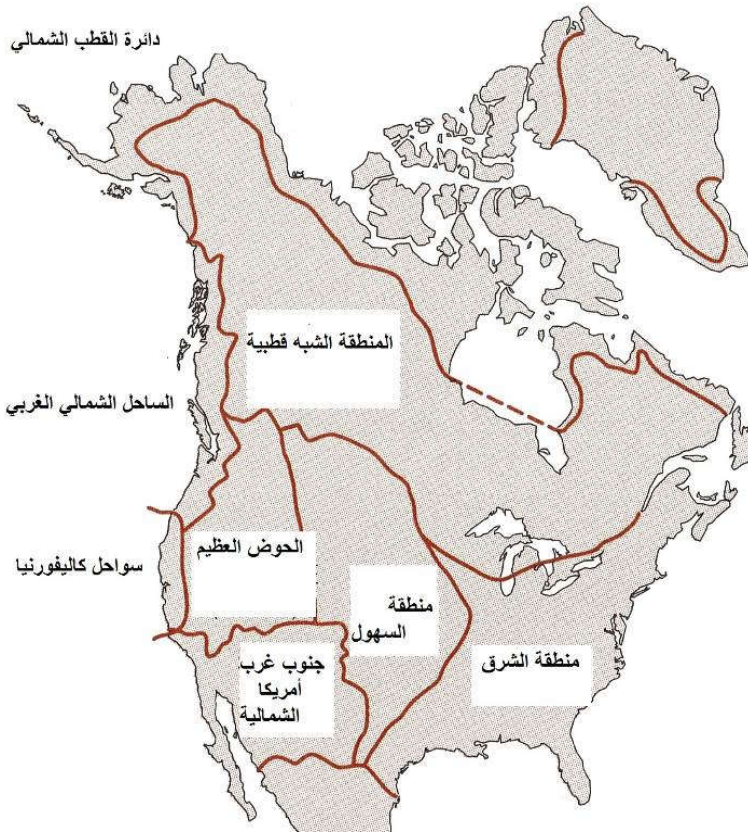 دائرة القطب الشمالي
المنطقة الشبه قطبية
الساحل الشمالي الغربي
الحوض العظيم
سواحل كاليفورنيا
منطقة
السهول
جنوب غرب
أمريكا
الشمالية
منطقة الشرق